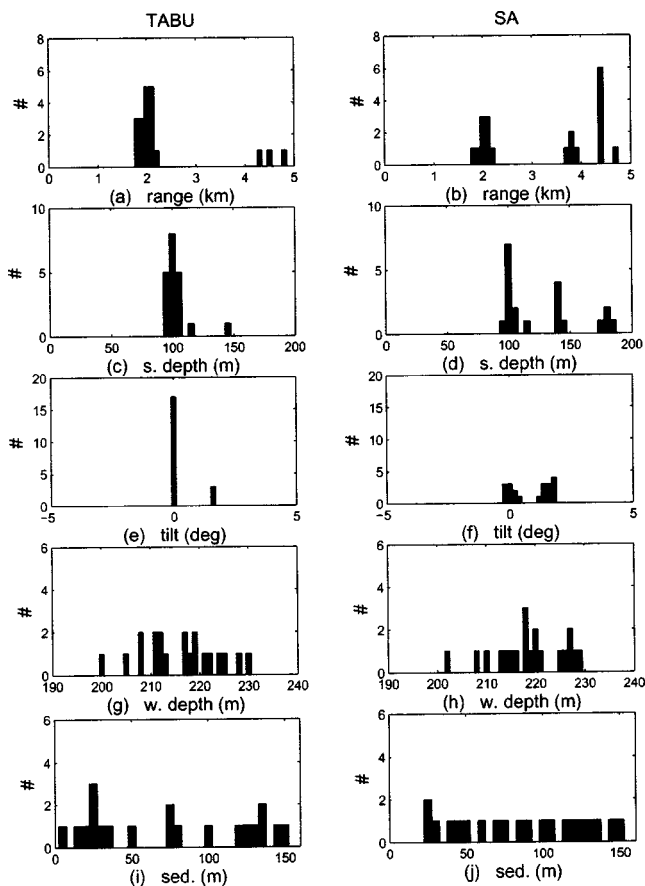 TABU
SA
8
6
4
2
0
#
0 1 2 3 4 5
(a) range (km)
8
6
4
2
0
#
0 1 2 3 4 5
(b) range (km)
10
5
0
#
0 50 100 150 200
(c) s. depth (m)
10
5
0
#
0 50 100 150 200
(d) s. depth (m)
20
15
10
5
0
#
−5 0 5
(e) tilt (deg)
20
15
10
5
0
#
−5 0 5
(f) tilt (deg)
6
4
2
0
#
190 200 210 220 230 240
(g) w. depth (m)
6
4
2
0
#
190 200 210 220 230 240
(h) w. depth (m)
6
4
2
0
#
0 50 100 150
(i) sed. (m)
6
4
2
0
#
0 50 100 150
(j) sed. (m)